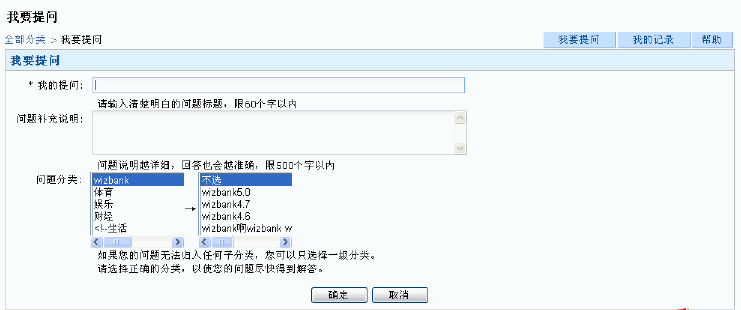 我要提问
全部分类 > 我要提问
我要提问 我的记录 帮助
我要提问
* 我的提问:
请输入清楚明白的问题标题，限60个字以内
问题补充说明:
问题说明越详细，回答也会越准确，限500个字以内
问题分类:
wizbank
体育
娱乐
财经
<!--生活
→
不选
wizbank5.0
wizbank4.7
wizbank4.6
wizbank啊wizbank w
如果您的问题无法归入任何子分类，您可以只选择一级分类。
请选择正确的分类，以使您的问题尽快得到解答。
确定 取消